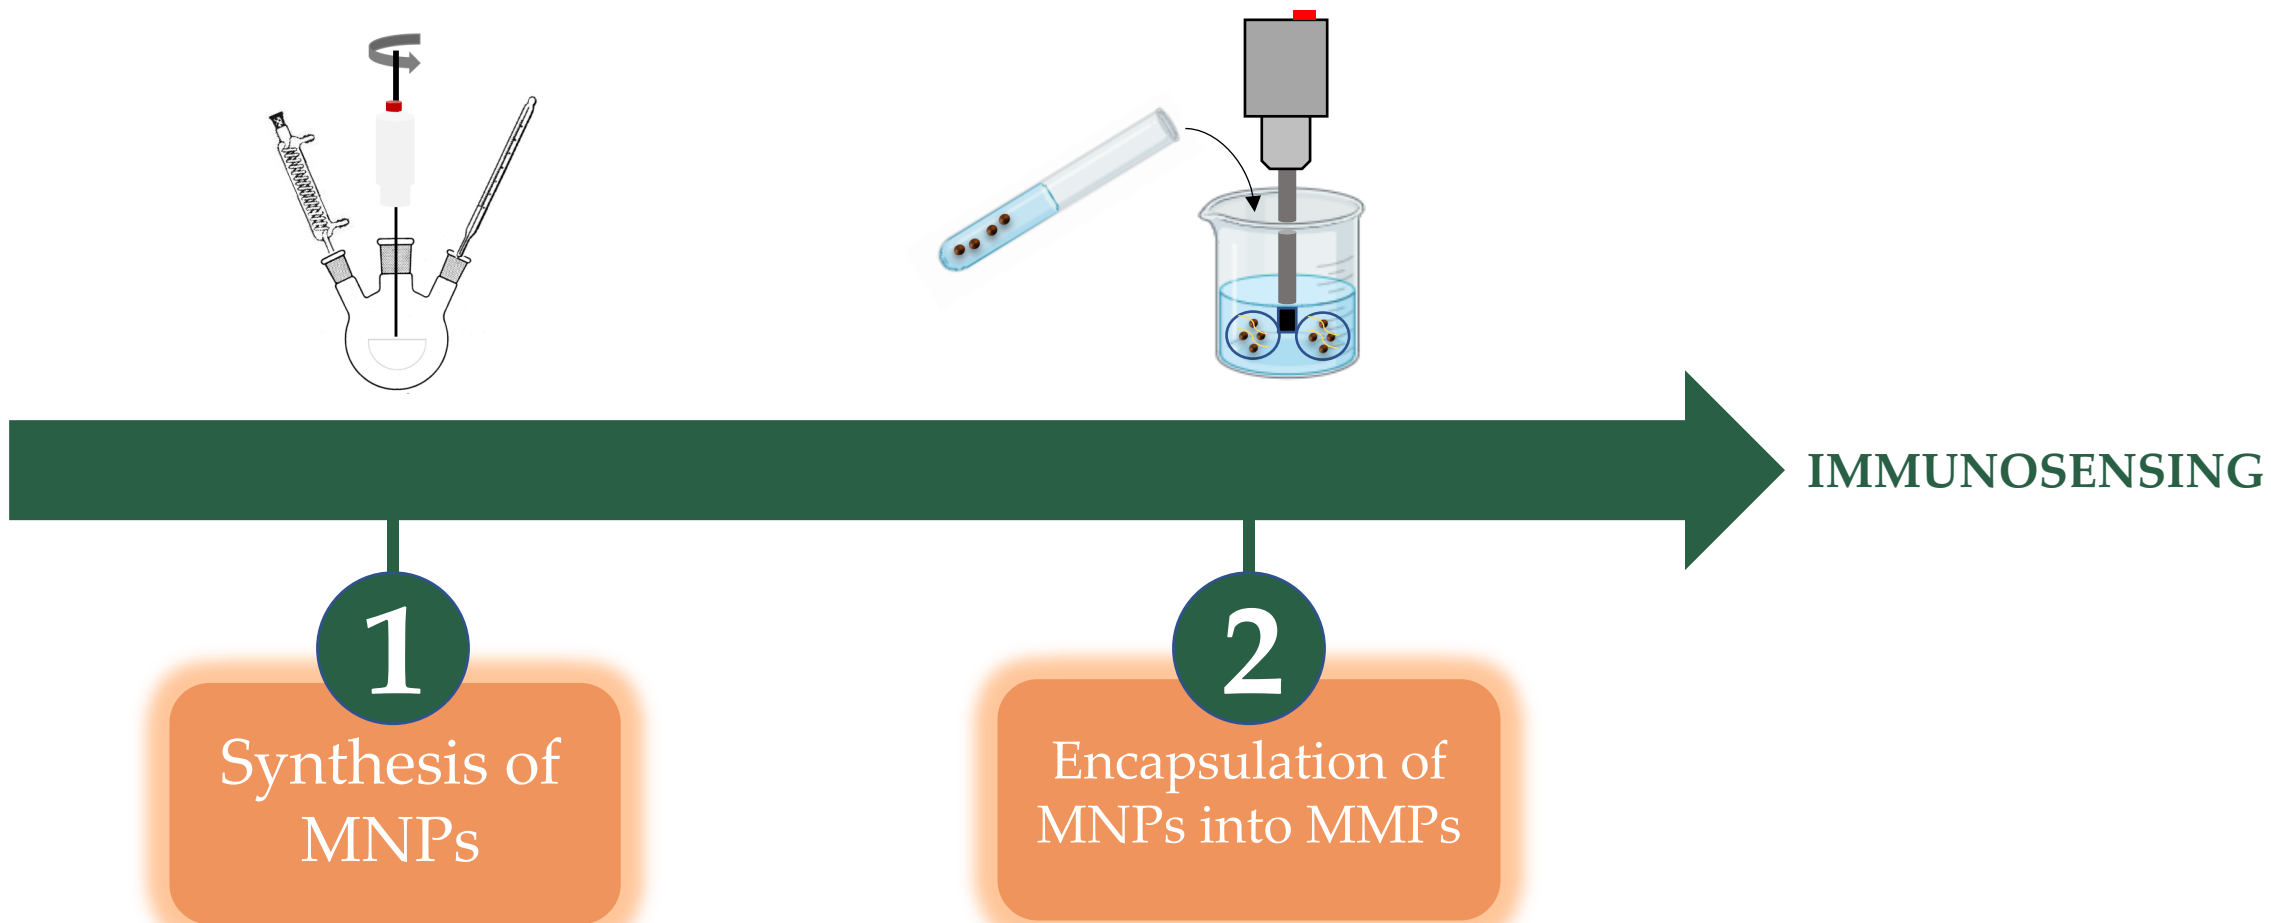 IMMUNOSENSING
1
Synthesis of
MNPs
2
Encapsulation of
MNPs into MMPs